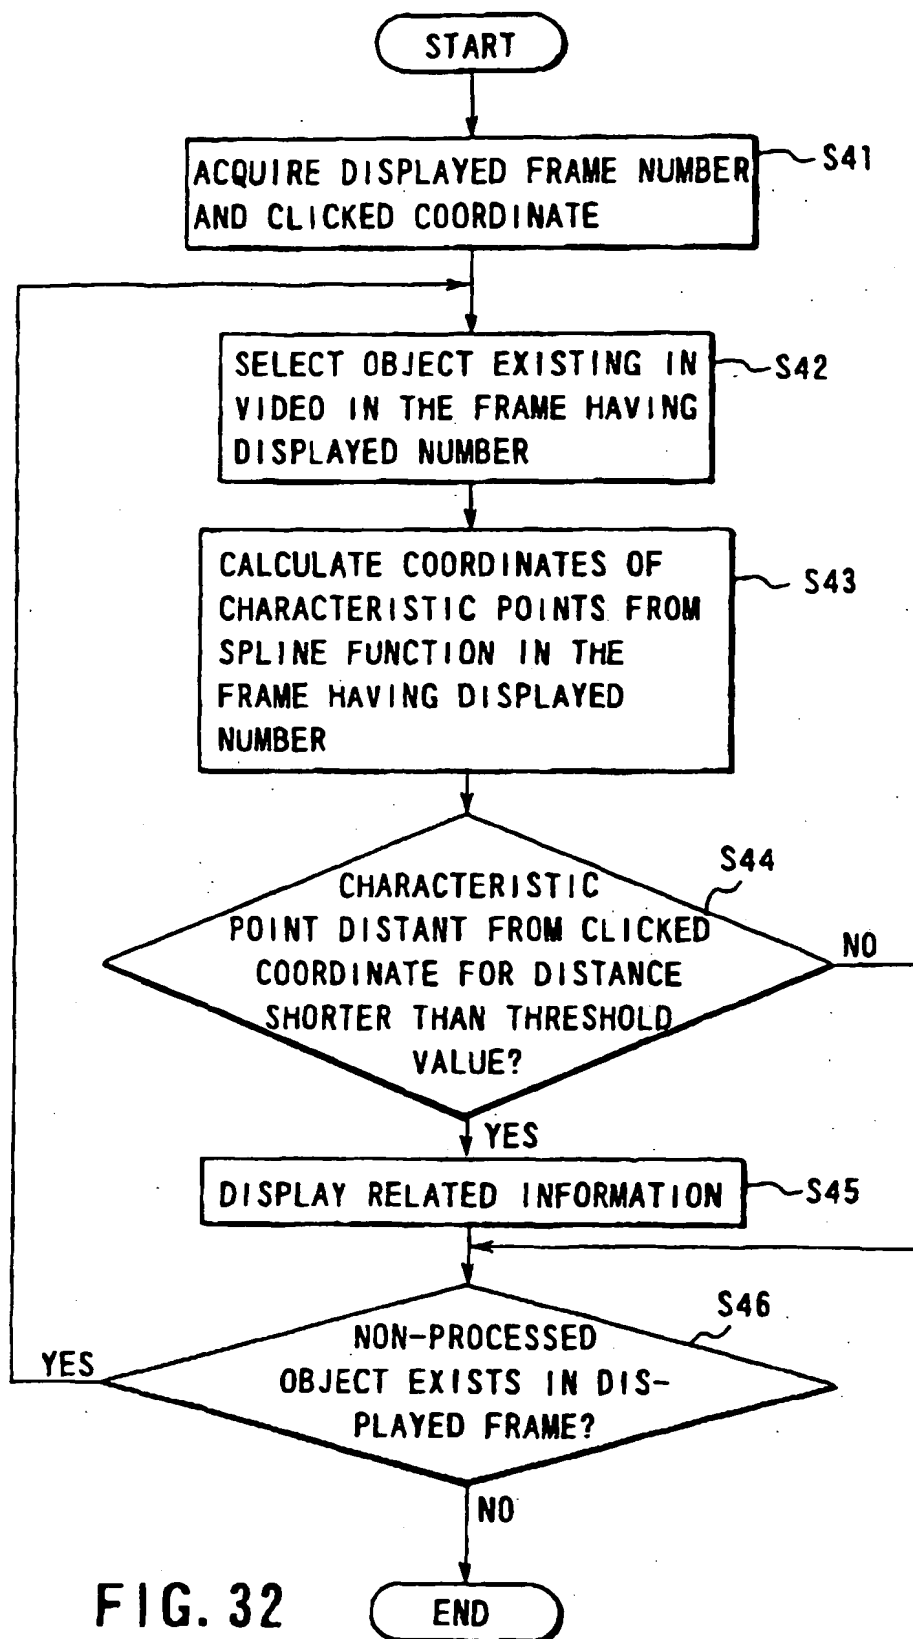 START
ACQUIRE DISPLAYED FRAME NUMBER
AND CLICKED COORDINATE
S41
SELECT OBJECT EXISTING IN
VIDEO IN THE FRAME HAVING
DISPLAYED NUMBER
S42
CALCULATE COORDINATES OF
CHARACTERISTIC POINTS FROM
SPLINE FUNCTION IN THE
FRAME HAVING DISPLAYED
NUMBER
S43
CHARACTERISTIC
POINT DISTANT FROM CLICKED
COORDINATE FOR DISTANCE
SHORTER THAN THRESHOLD
VALUE?
S44
NO
YES
DISPLAY RELATED INFORMATION
S45
NON-PROCESSED
OBJECT EXISTS IN DIS-
PLAYED FRAME?
S46
YES
NO
END
FIG. 32